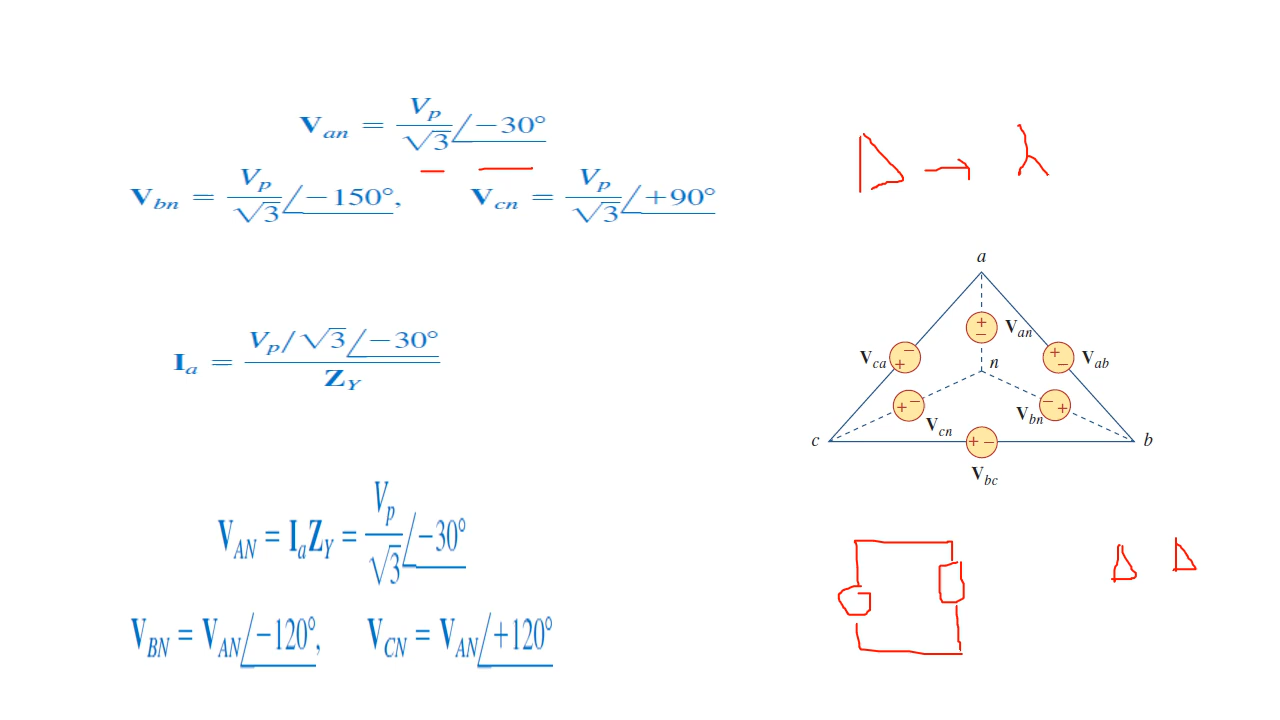 V_an = V_p/√3 ∠−30°
V_bn = V_p/√3 ∠−150°, V_cn = V_p/√3 ∠+90°
I_a = V_p/√3 ∠−30° / Z_Y
V_AN = I_a Z_Y = V_p/√3 ∠−30°
V_BN = V_AN ∠−120°, V_CN = V_AN ∠+120°
Δ → λ
a
+ − V_an
V_ca − + + − V_ab
n
+ − V_cn V_bn − +
c + − b
V_bc
Δ Δ